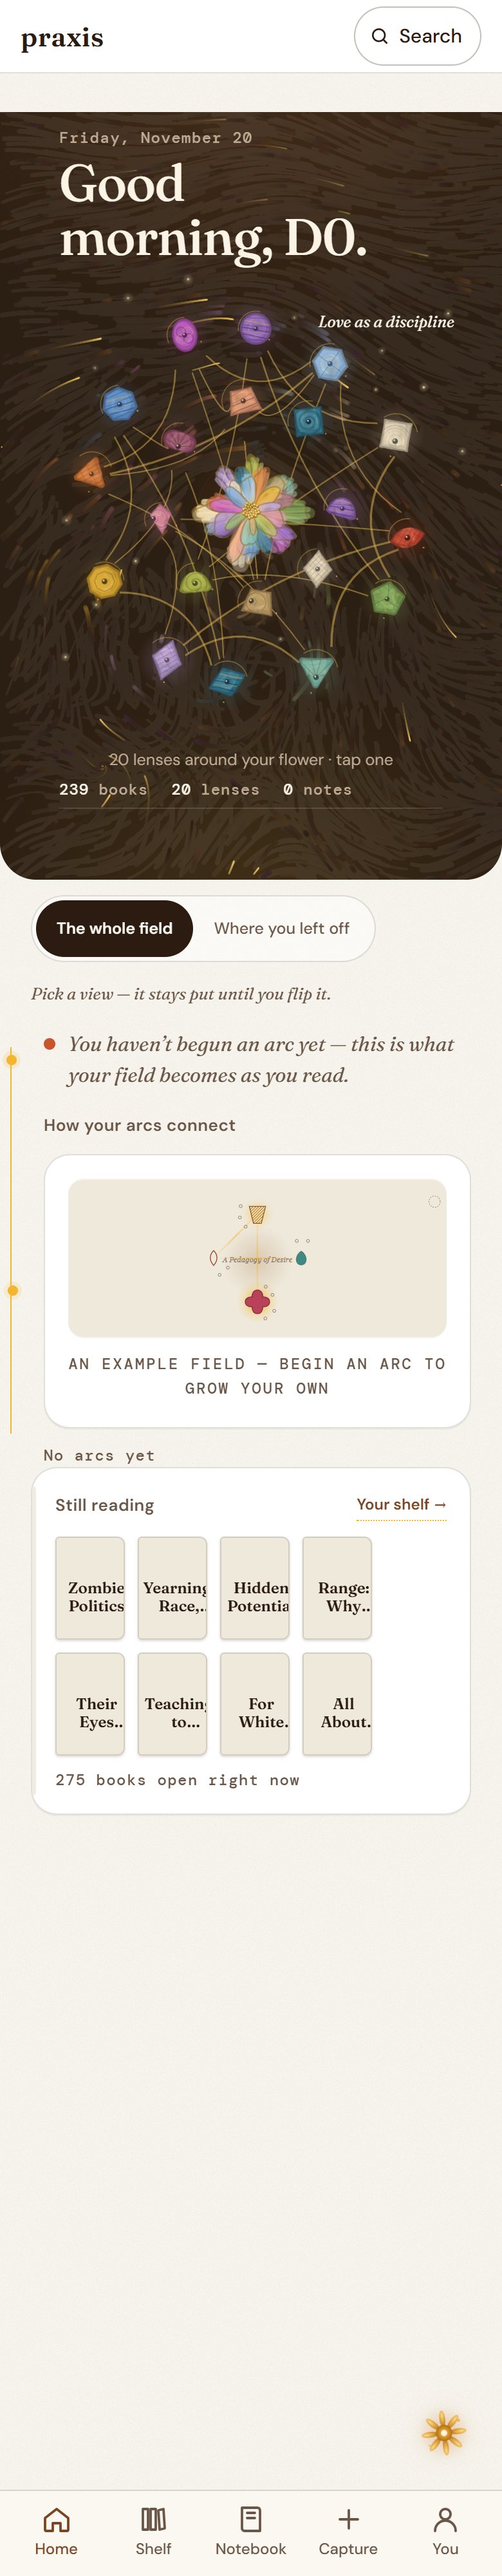 praxis
Search
Friday, November 20
Good
morning, D0.
Love as a discipline
20 lenses around your flower · tap one
239 books 20 lenses 0 notes
The whole field
Where you left off
Pick a view — it stays put until you flip it.
You haven’t begun an arc yet — this is what
your field becomes as you read.
How your arcs connect
A Pedagogy of Desire
AN EXAMPLE FIELD — BEGIN AN ARC TO
GROW YOUR OWN
No arcs yet
Still reading
Your shelf →
Zombie
Politics
Yearning
Race,..
Hidden
Potentia
Range:
Why..
Their
Eyes..
Teaching
to...
For
White.
All
About.
275 books open right now
Home
Shelf
Notebook
Capture
You